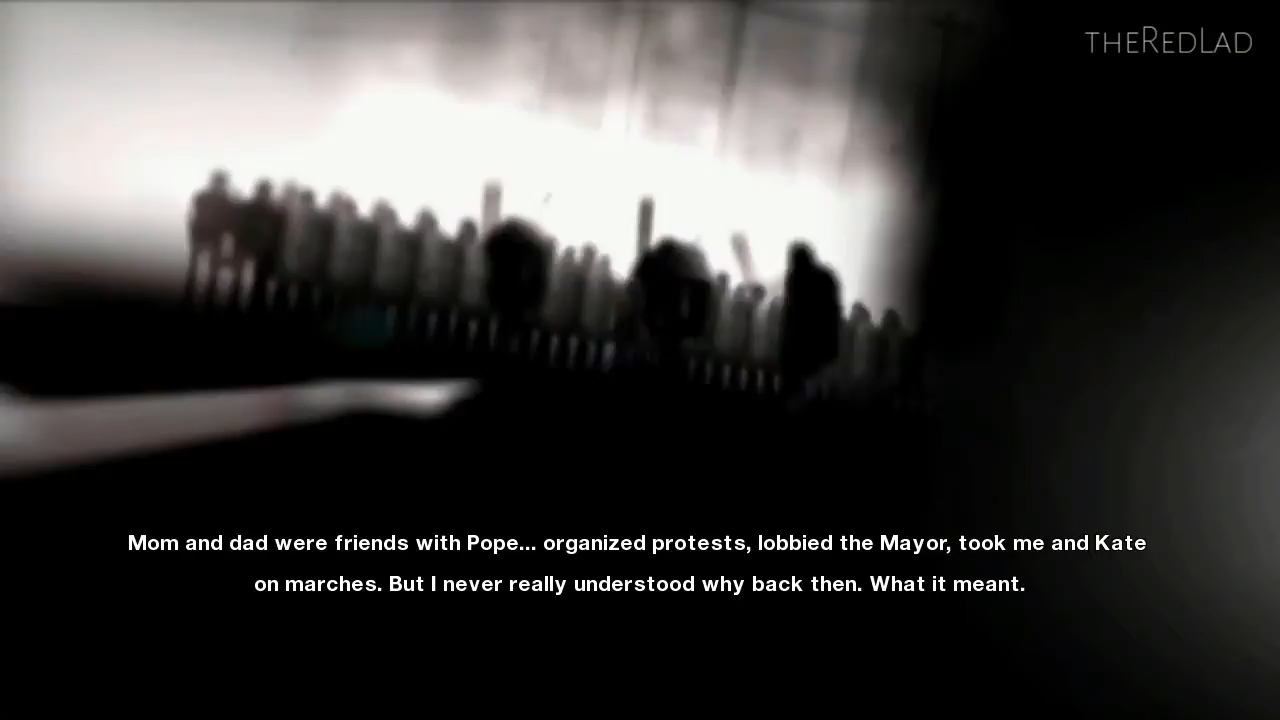 THEREDLAD
Mom and dad were friends with Pope... organized protests, lobbied the Mayor, took me and Kate
on marches. But I never really understood why back then. What it meant.